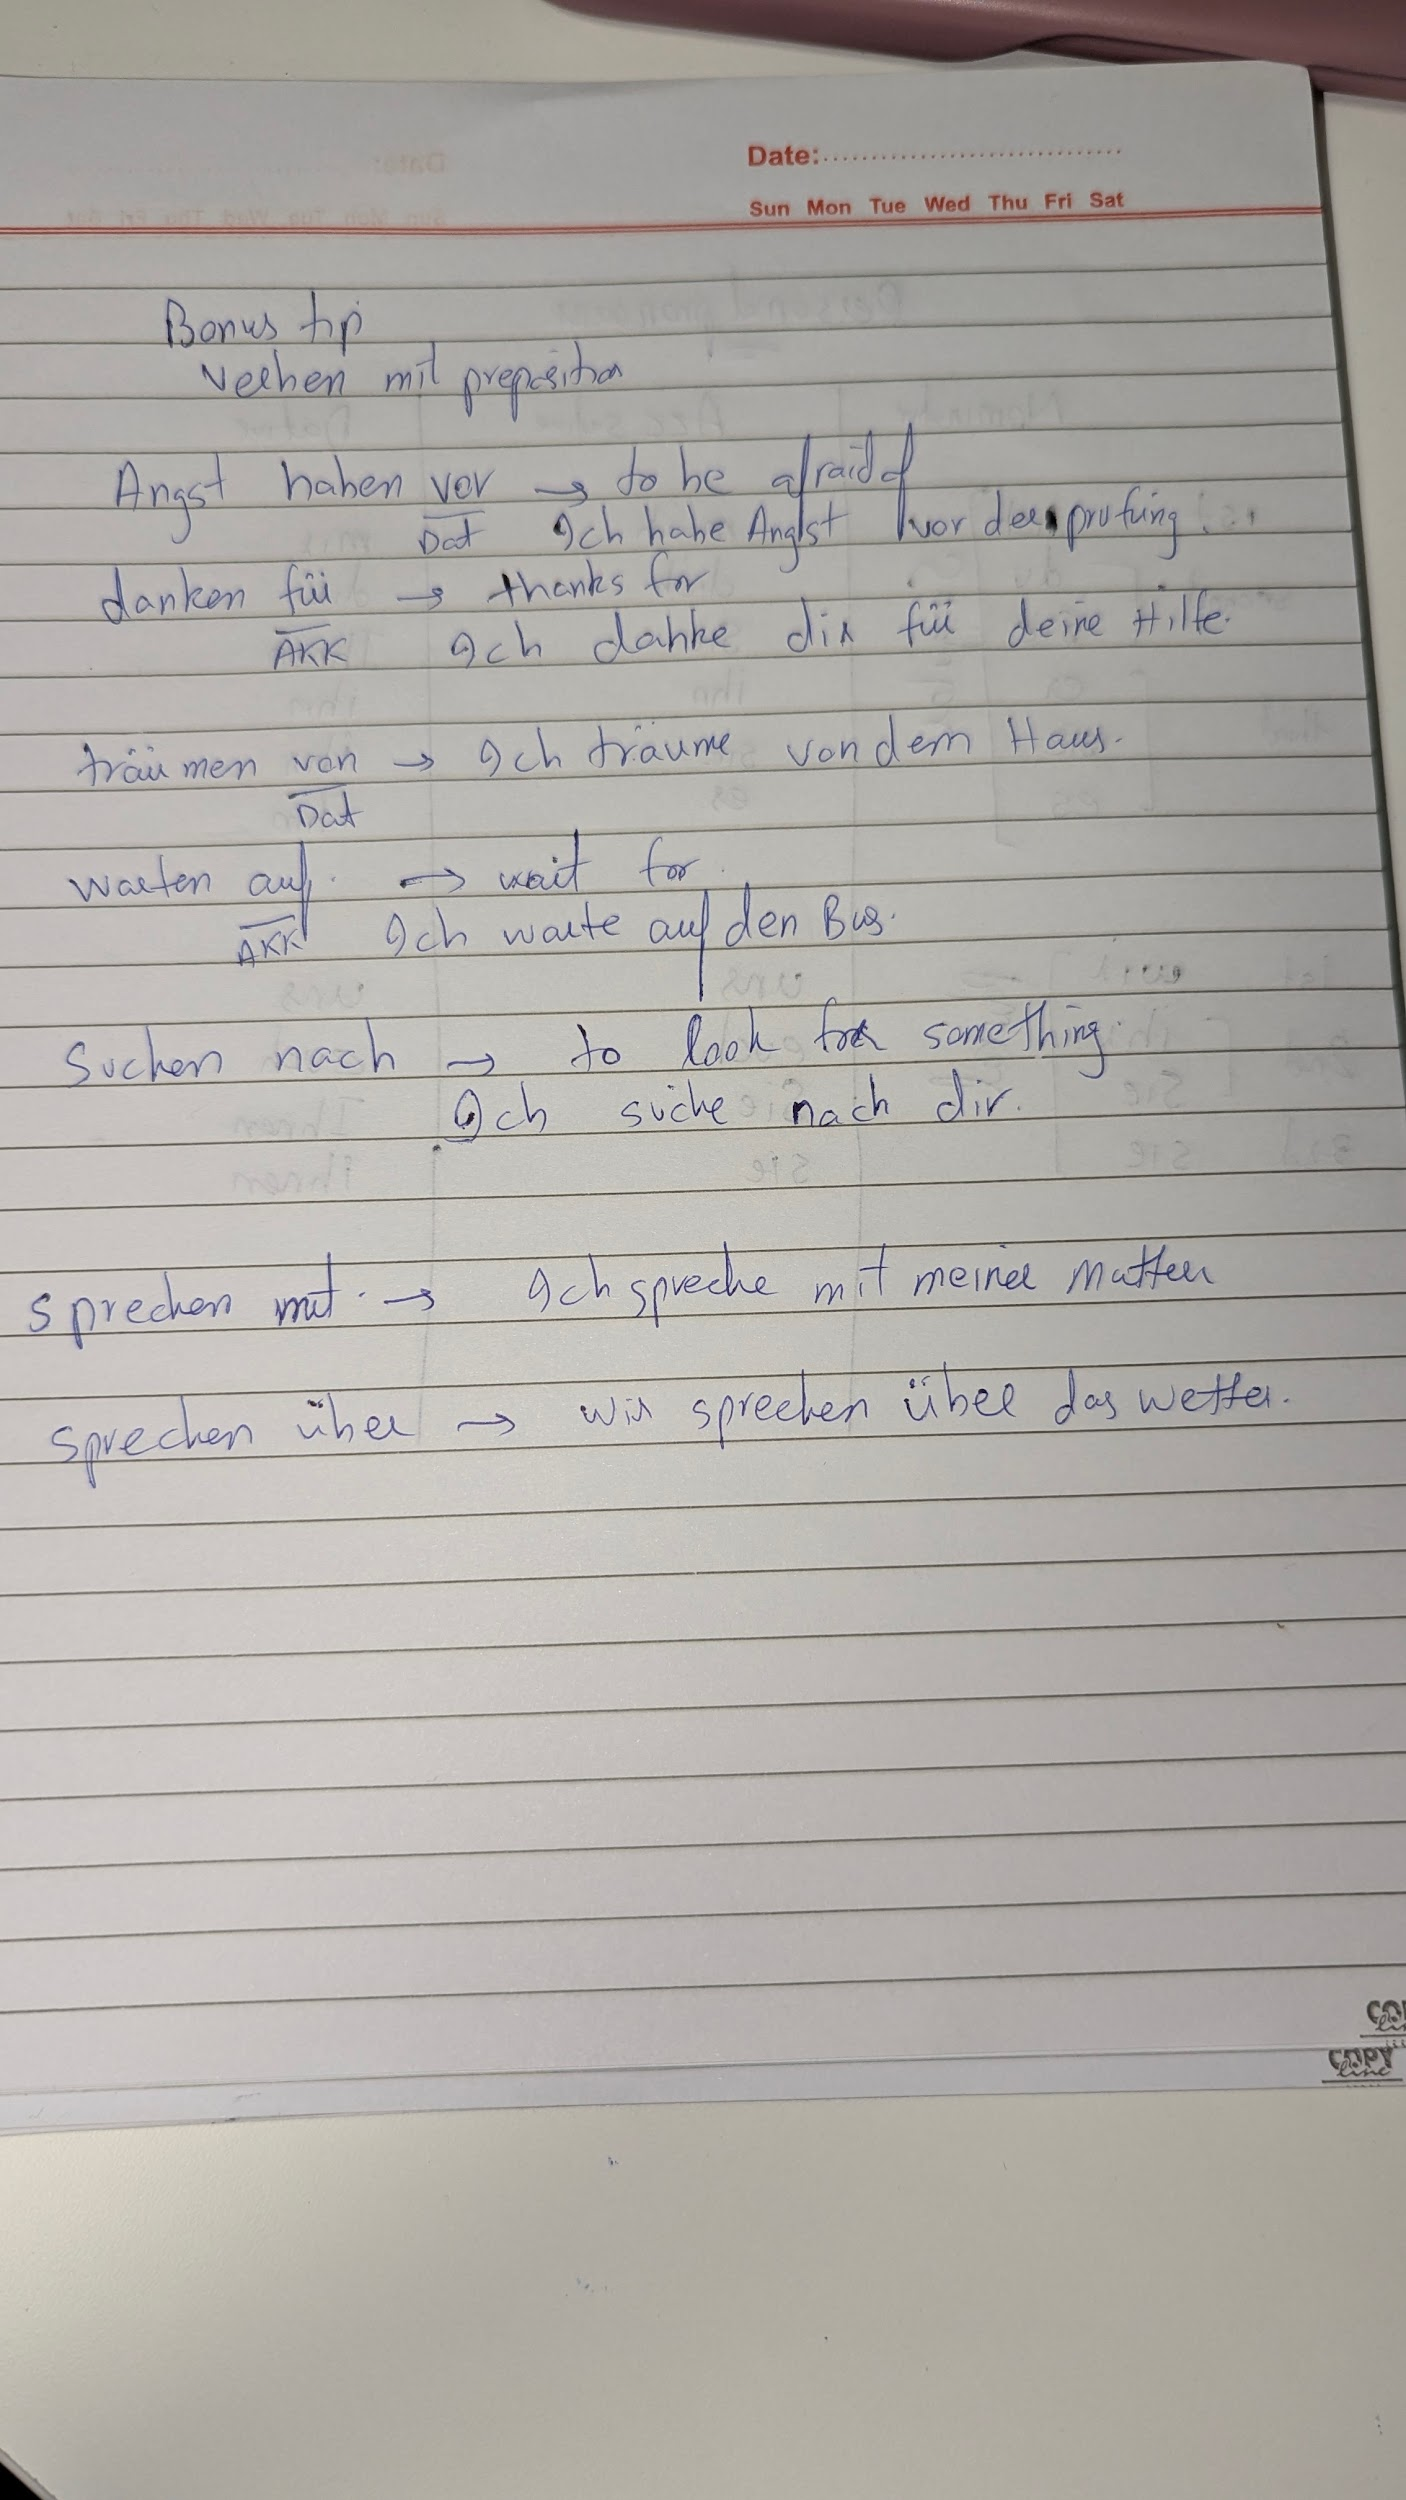 Date:
Sun Mon Tue Wed Thu Fri Sat
Bonus tip
Verben mit preposition
Angst haben vor → to be afraid of
Dat Ich habe Angst vor der prüfung.
danken für → thanks for
AKK Ich danke dir für deine Hilfe.
träumen von → Ich träume von dem Haus.
Dat
warten auf. → wait for.
AKK Ich warte auf den Bus.
Suchen nach → to look for something.
Ich suche nach dir.
sprechen mit → Ich spreche mit meiner Mutter
sprechen über → wir sprechen über das wetter.
COPY
line